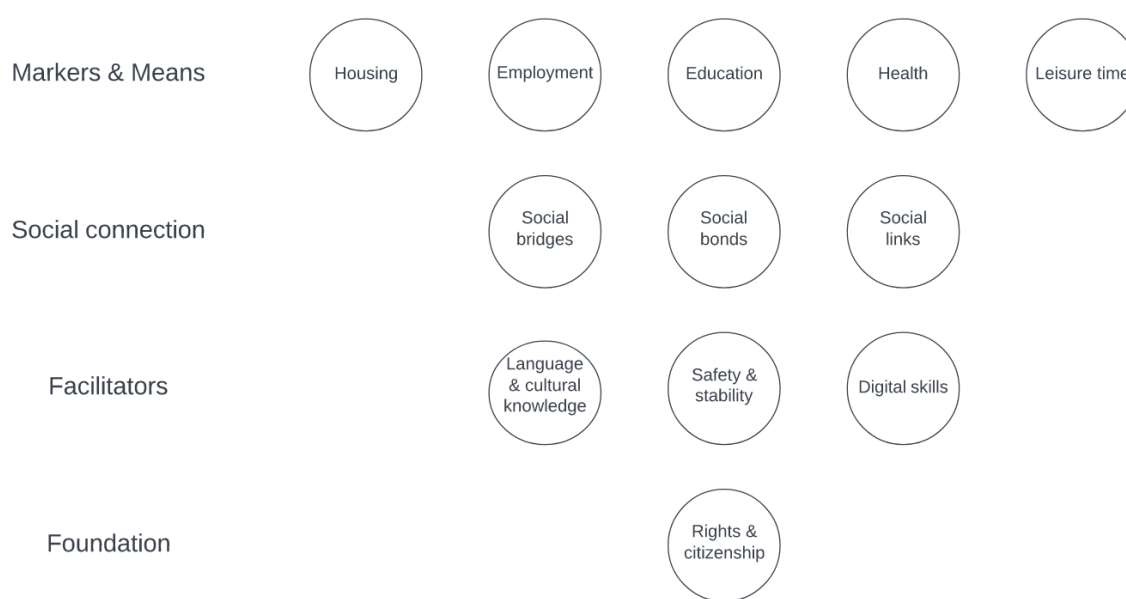 Markers & Means
Housing
Employment
Education
Health
Leisure time
Social connection
Social
bridges
Social
bonds
Social
links
Facilitators
Language
& cultural
knowledge
Safety &
stability
Digital skills
Foundation
Rights &
citizenship